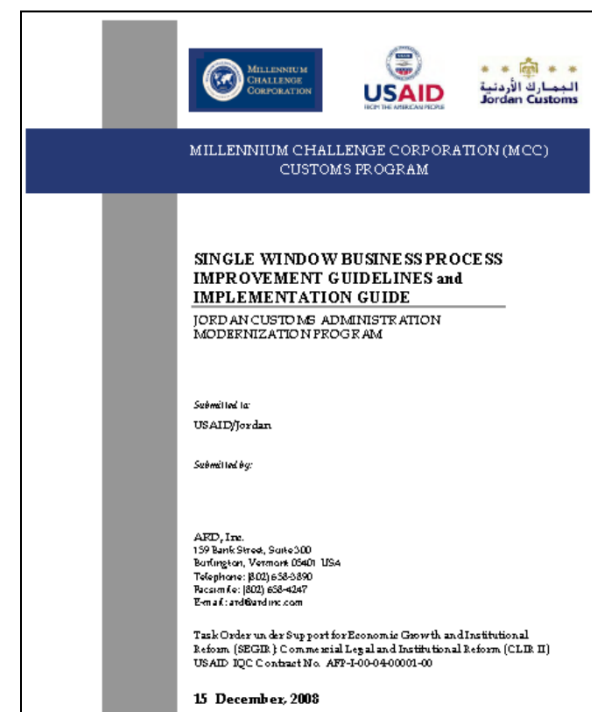 MILLENNIUM
CHALLENGE
CORPORATION
USAID
FROM THE AMERICAN PEOPLE
الجمارك الأردنية
Jordan Customs
MILLENNIUM CHALLENGE CORPORATION (MCC)
CUSTOMS PROGRAM
SINGLE WINDOW BUSINESS PROCESS
IMPROVEMENT GUIDELINES and
IMPLEMENTATION GUIDE
JORDAN CUSTOMS ADMINISTRATION
MODERNIZATION PROGRAM
Submitted to:
USAID/Jordan
Submitted by:
ARD, Inc.
159 Bank Street, Suite 300
Burlington, Vermont 05401 USA
Telephone: (802) 658-3890
Facsimile: (802) 658-4247
E-mail: ard@ardinc.com
Task Order under Support for Economic Growth and Institutional
Reform (SEGIR) Commercial Legal and Institutional Reform (CLIR II)
USAID IQC Contract No. AFP-I-00-04-00001-00
15 December, 2008